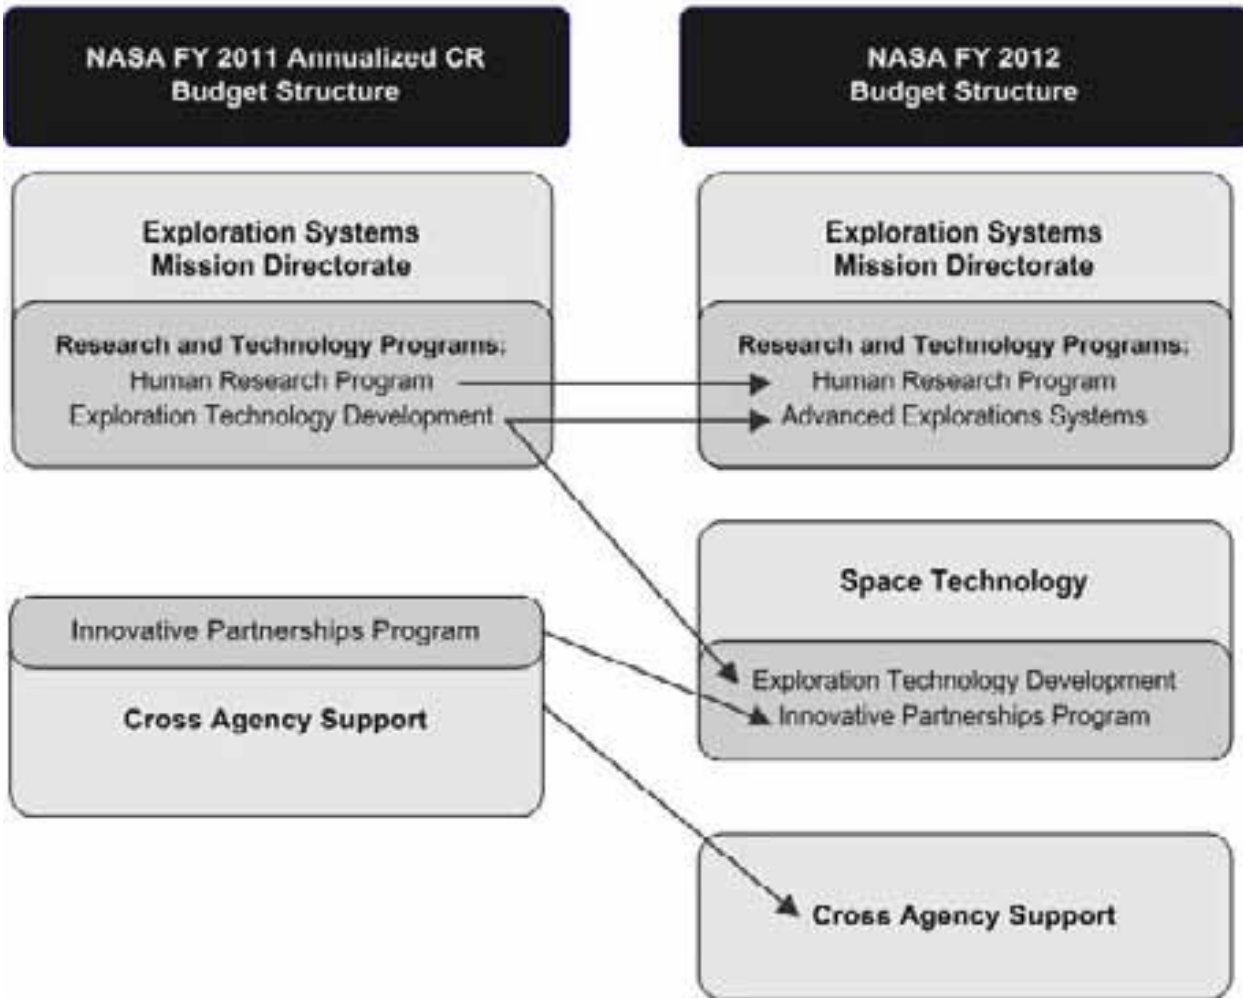 NASA FY 2011 Annualized CR
Budget Structure
Exploration Systems
Mission Directorate
Research and Technology Programs:
Human Research Program
Exploration Technology Development
Innovative Partnerships Program
Cross Agency Support
NASA FY 2012
Budget Structure
Exploration Systems
Mission Directorate
Research and Technology Programs:
Human Research Program
Advanced Explorations Systems
Space Technology
Exploration Technology Development
Innovative Partnerships Program
Cross Agency Support